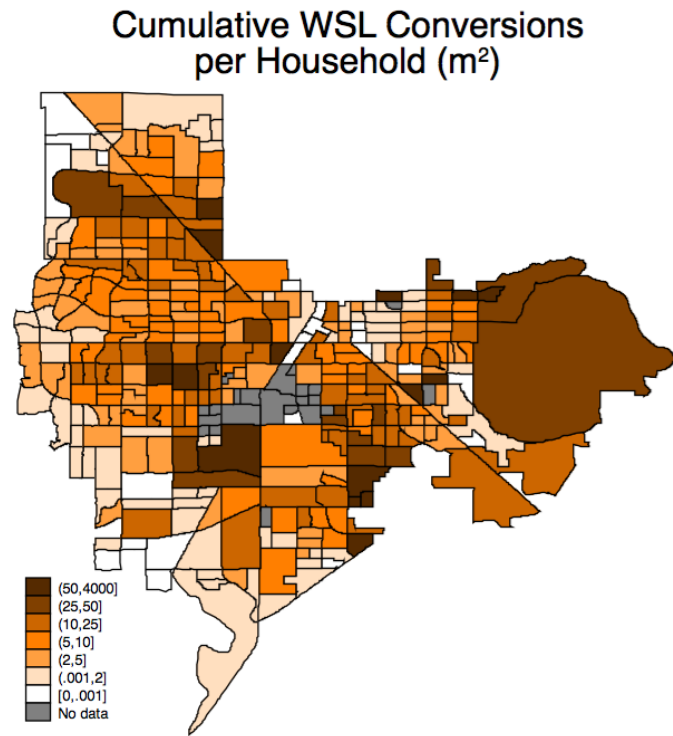 Cumulative WSL Conversions
per Household (m²)
(50,4000]
(25,50]
(10,25]
(5,10]
(2,5]
(.001,2]
[0,.001]
No data